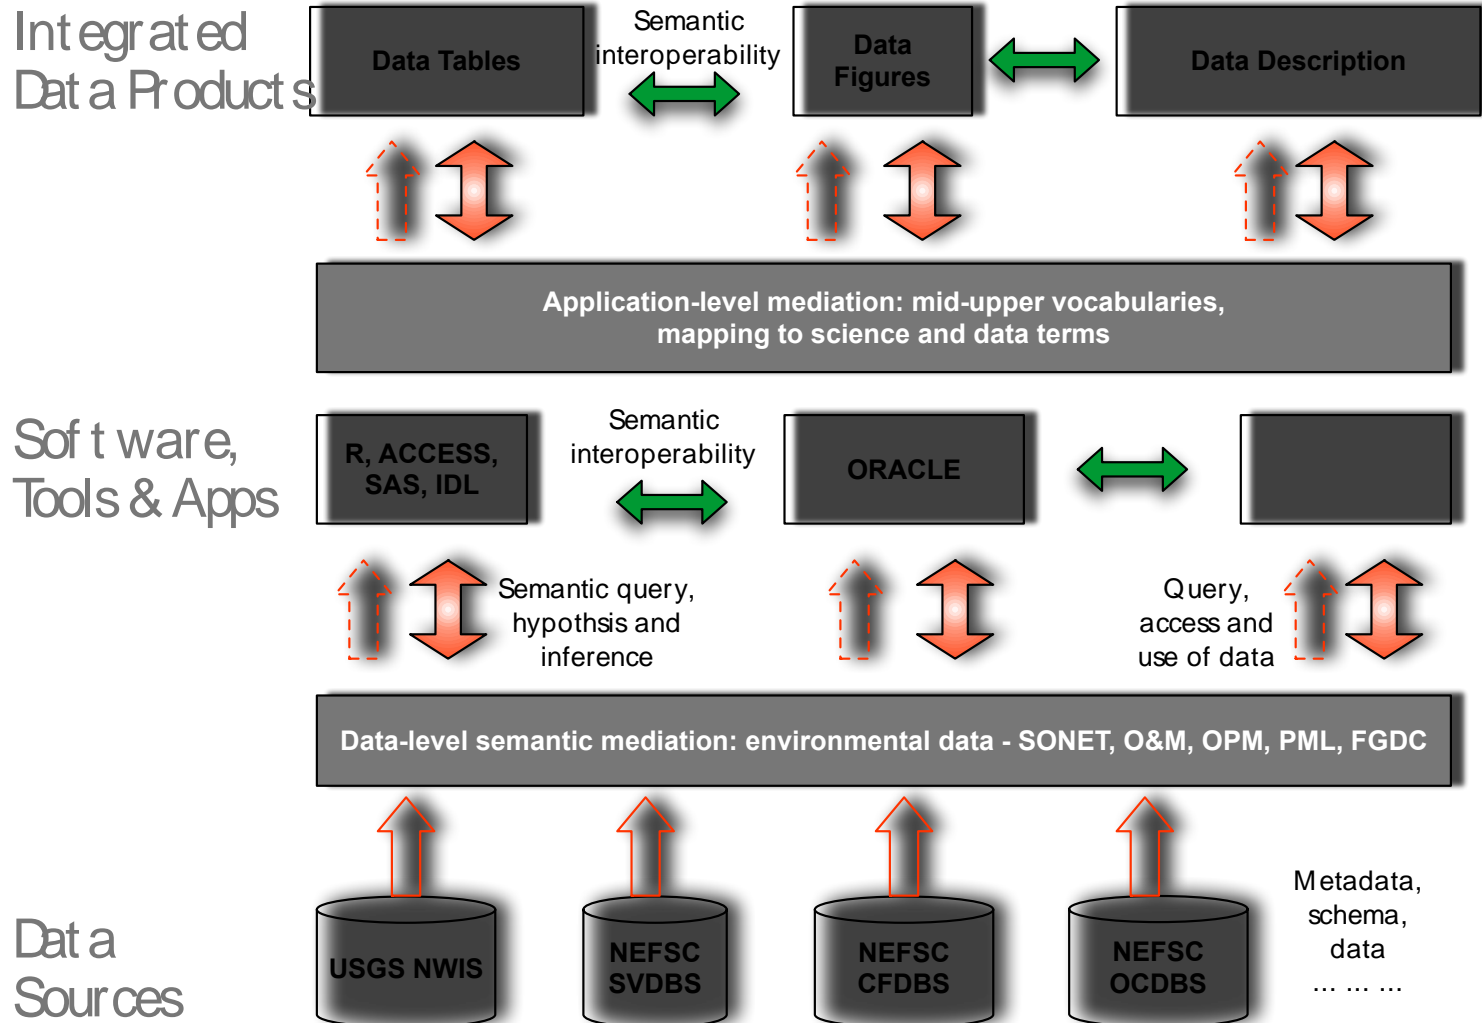 Integrated
Data Products
Data Tables
Semantic
interoperability
Data
Figures
Data Description
Application-level mediation: mid-upper vocabularies,
mapping to science and data terms
Software,
Tools & Apps
R, ACCESS,
SAS, IDL
Semantic
interoperability
ORACLE
Semantic query,
hypothsis and
inference
Query,
access and
use of data
Data-level semantic mediation: environmental data - SONET, O&M, OPM, PML, FGDC
Data
Sources
USGS NWIS
NEFSC
SVDBS
NEFSC
CFDBS
NEFSC
OCDBS
Metadata,
schema,
data
... ... ...